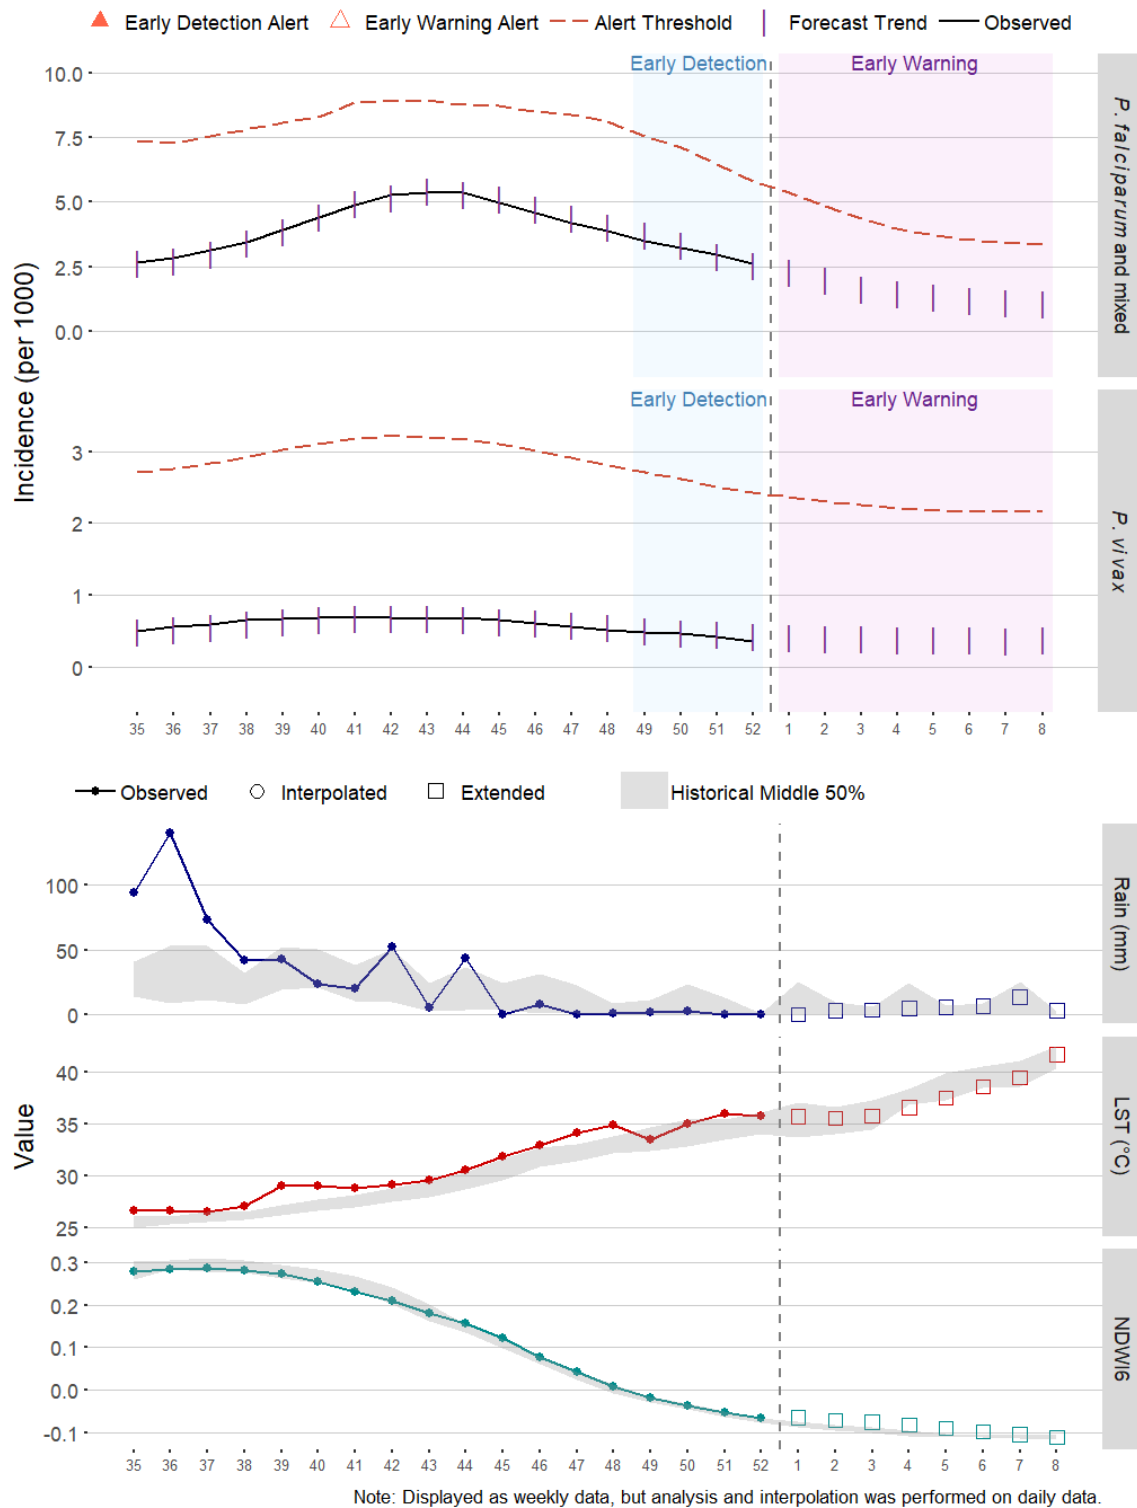 Early Detection Alert Early Warning Alert Alert Threshold Forecast Trend Observed
Early Detection Early Warning
10.0
7.5
5.0
2.5
0.0
P. falciparum and mixed
Incidence (per 1000)
Early Detection Early Warning
3
2
1
0
P. vivax
35 36 37 38 39 40 41 42 43 44 45 46 47 48 49 50 51 52 1 2 3 4 5 6 7 8
Observed Interpolated Extended Historical Middle 50%
100
50
0
Rain (mm)
Value
40
35
30
25
LST (°C)
0.3
0.2
0.1
0.0
-0.1
NDWI6
35 36 37 38 39 40 41 42 43 44 45 46 47 48 49 50 51 52 1 2 3 4 5 6 7 8
Note: Displayed as weekly data, but analysis and interpolation was performed on daily data.